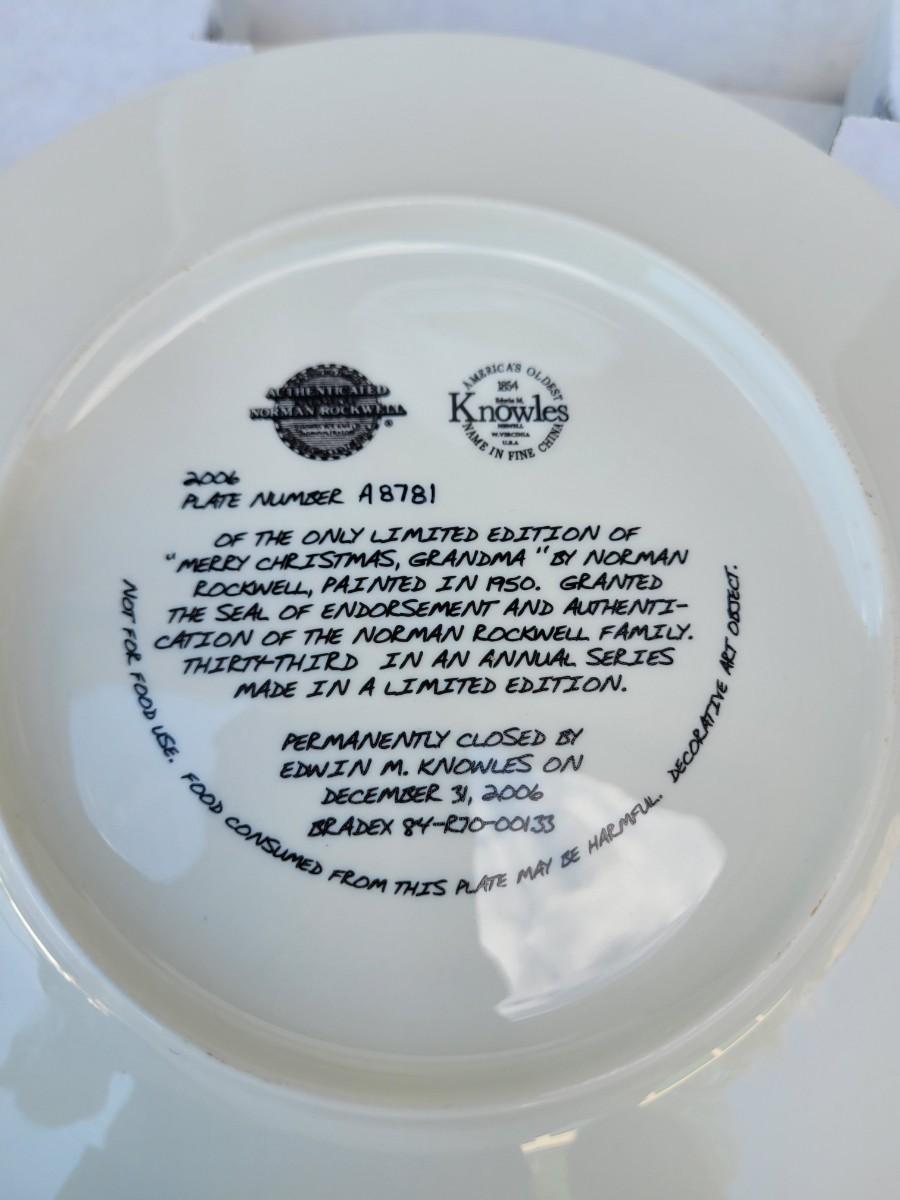 AUTHENTICATED
NORMAN ROCKWELL
®
AMERICA'S OLDEST
1854
Edwin M.
Knowles
NEWELL
W. VIRGINIA
U.S.A
NAME IN FINE CHINA
2006
PLATE NUMBER A8781
OF THE ONLY LIMITED EDITION OF
"MERRY CHRISTMAS, GRANDMA" BY NORMAN
ROCKWELL, PAINTED IN 1950. GRANTED
THE SEAL OF ENDORSEMENT AND AUTHENTI-
CATION OF THE NORMAN ROCKWELL FAMILY.
THIRTY-THIRD IN AN ANNUAL SERIES
MADE IN A LIMITED EDITION.
PERMANENTLY CLOSED BY
EDWIN M. KNOWLES ON
DECEMBER 31, 2006
BRADEX 84-R70-00133
NOT FOR FOOD USE. FOOD CONSUMED FROM THIS PLATE MAY BE HARMFUL. DECORATIVE ART OBJECT.